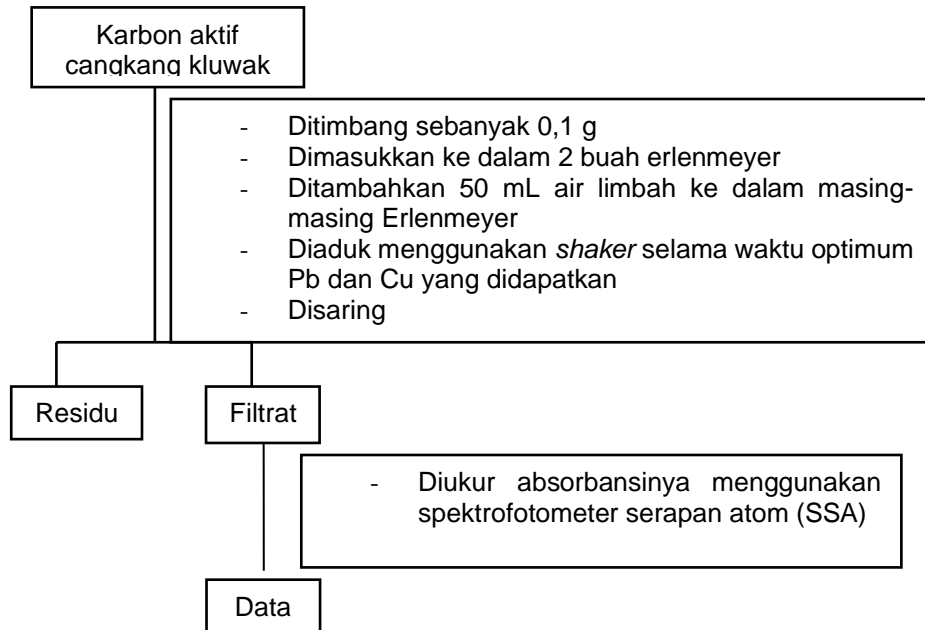 Karbon aktif
cangkang kluwak
- Ditimbang sebanyak 0,1 g
- Dimasukkan ke dalam 2 buah erlenmeyer
- Ditambahkan 50 mL air limbah ke dalam masing-
masing Erlenmeyer
- Diaduk menggunakan shaker selama waktu optimum
Pb dan Cu yang didapatkan
- Disaring
Residu
Filtrat
- Diukur absorbansinya menggunakan
spektrofotometer serapan atom (SSA)
Data